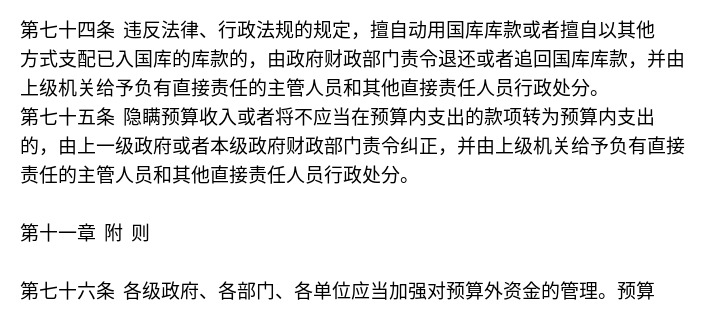 第七十四条 违反法律、行政法规的规定，擅自动用国库库款或者擅自以其他
方式支配已入国库的库款的，由政府财政部门责令退还或者追回国库库款，并由
上级机关给予负有直接责任的主管人员和其他直接责任人员行政处分。
第七十五条 隐瞒预算收入或者将不应当在预算内支出的款项转为预算内支出
的，由上一级政府或者本级政府财政部门责令纠正，并由上级机关给予负有直接
责任的主管人员和其他直接责任人员行政处分。
第十一章 附 则
第七十六条 各级政府、各部门、各单位应当加强对预算外资金的管理。预算